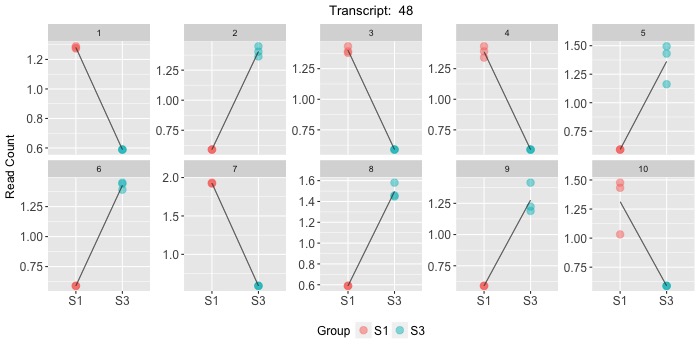 Transcript: 48
1 2 3 4 5
1.2 1.25 1.25 1.25 1.50
1.25
1.0 1.00 1.00 1.00 1.00
0.8 0.75 0.75 0.75 0.75
0.6
6 7 8 9 10
2.0 1.6 1.50
1.25 1.4 1.25 1.25
1.5 1.2
1.00 1.0 1.00 1.00
1.0 0.8
0.75 0.6 0.75 0.75
S1 S3 S1 S3 S1 S3 S1 S3 S1 S3
Read Count
Group S1 S3